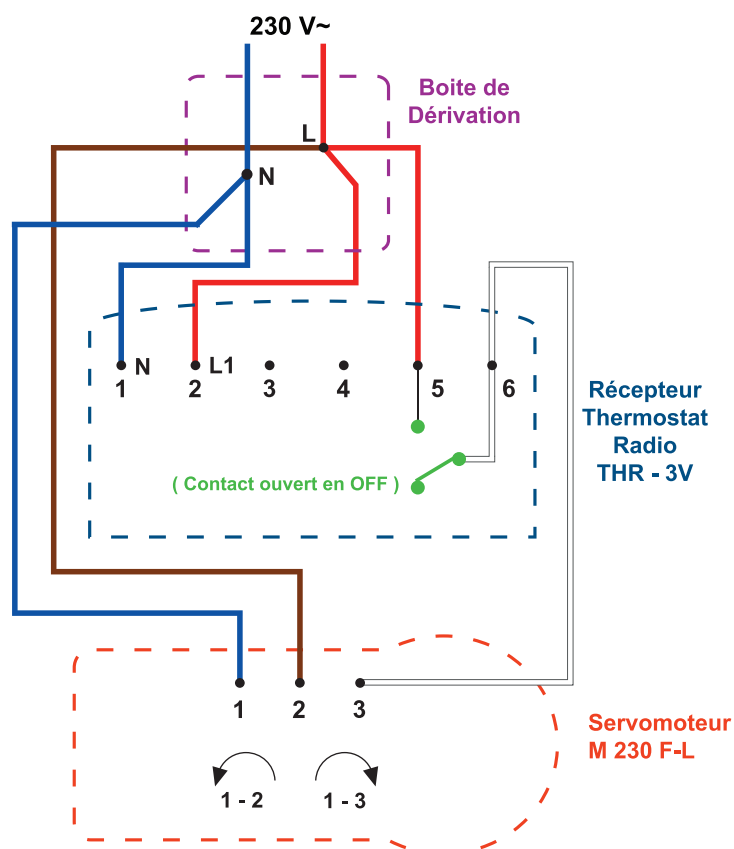 230 V~
Boite de
Dérivation
L
N
N
L1
1
2
3
4
5
6
Récepteur
Thermostat
Radio
THR - 3V
( Contact ouvert en OFF )
1
2
3
Servomoteur
M 230 F-L
1 - 2
1 - 3